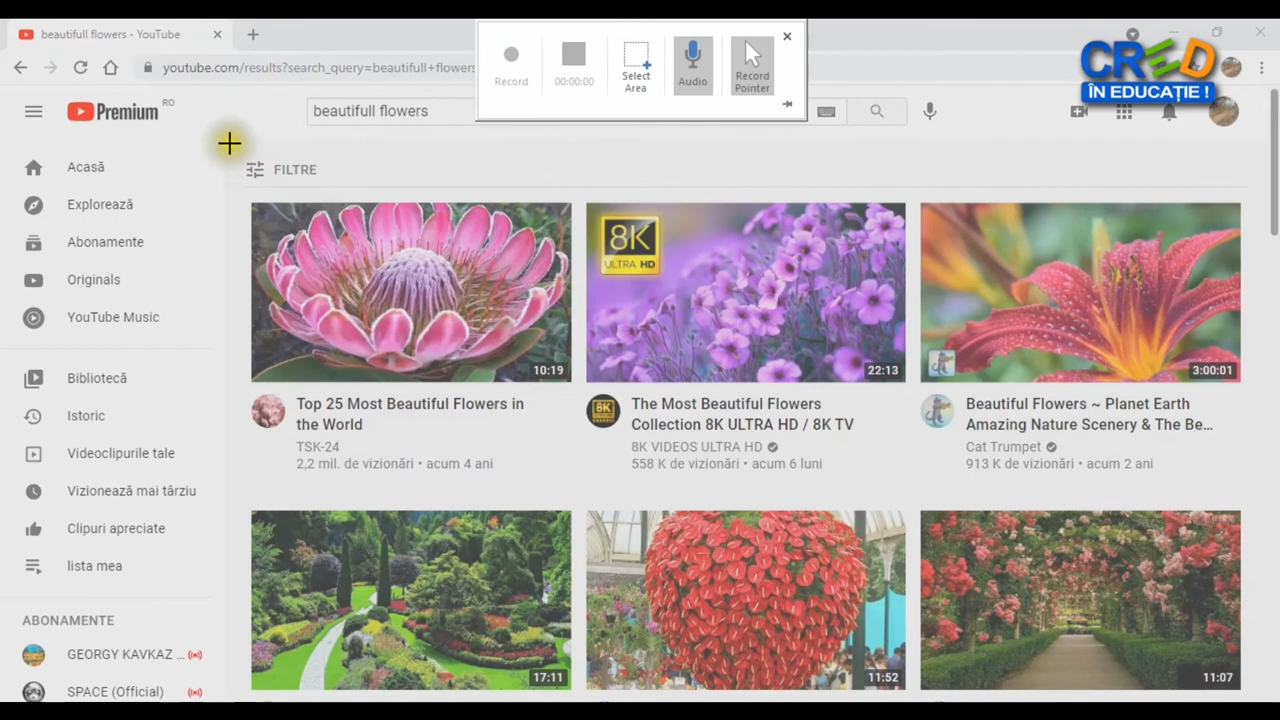 beautifull flowers - YouTube
youtube.com/results?search_query=beautifull+flowers
Record
00:00:00
Select
Area
Audio
Record
Pointer
CRED
ÎN EDUCAȚIE !
Premium RO
beautifull flowers
FILTRE
Acasă
Explorează
Abonamente
Originals
YouTube Music
Bibliotecă
Istoric
Videoclipurile tale
Vizionează mai târziu
Clipuri apreciate
lista mea
ABONAMENTE
GEORGY KAVKAZ ...
SPACE (Official)
10:19
Top 25 Most Beautiful Flowers in
the World
TSK-24
2,2 mil. de vizionări • acum 4 ani
8K
ULTRA HD
22:13
8K
The Most Beautiful Flowers
Collection 8K ULTRA HD / 8K TV
8K VIDEOS ULTRA HD
558 K de vizionări • acum 6 luni
3:00:01
Beautiful Flowers ~ Planet Earth
Amazing Nature Scenery & The Be...
Cat Trumpet
913 K de vizionări • acum 2 ani
17:11
11:52
11:07